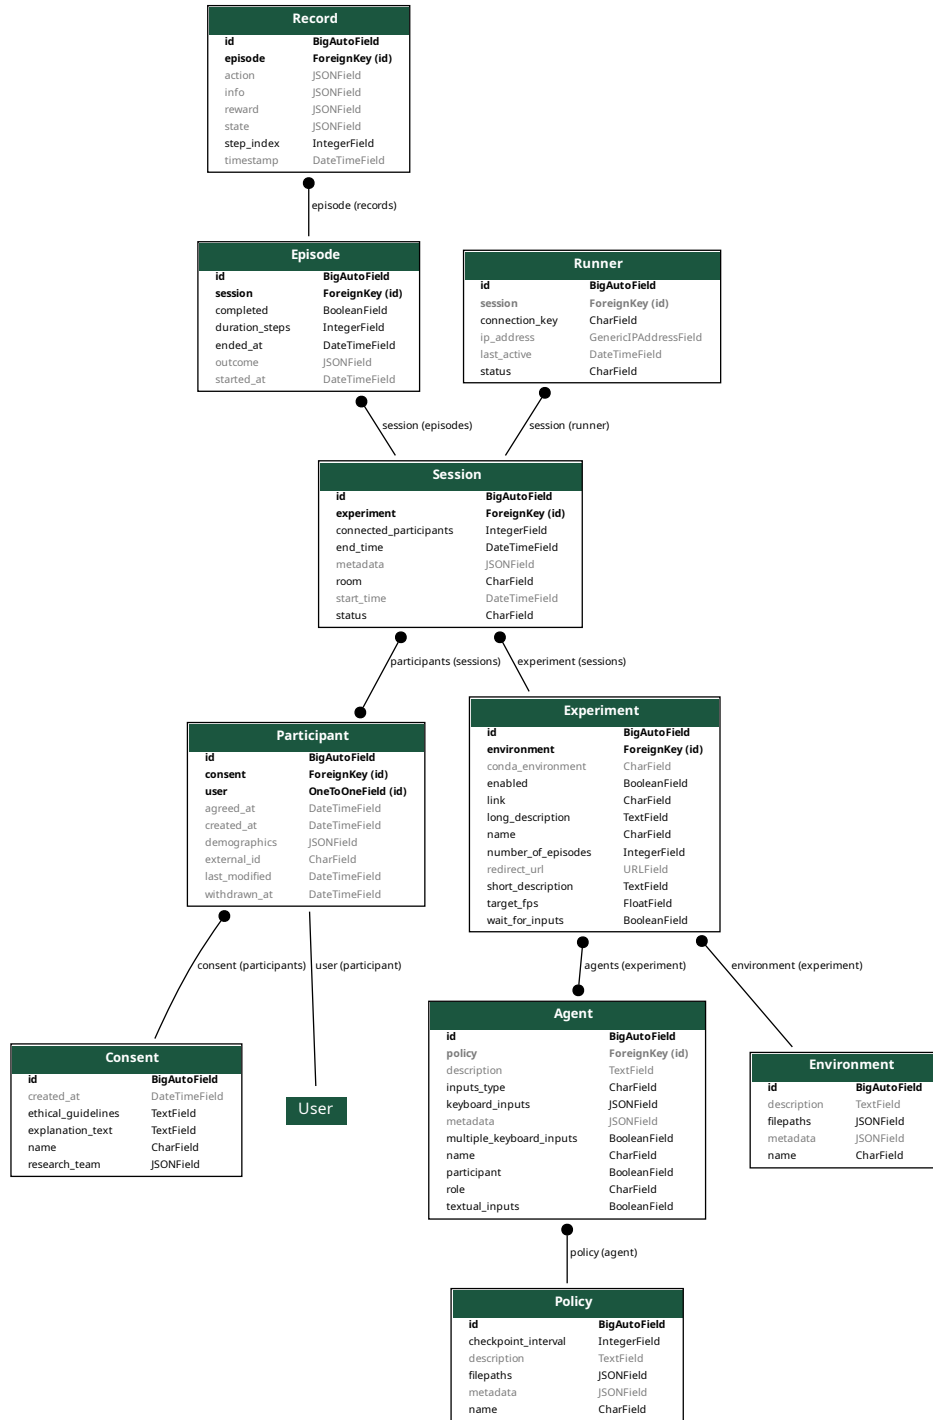 Record
id BigAutoField
episode ForeignKey (id)
action JSONField
info JSONField
reward JSONField
state JSONField
step_index IntegerField
timestamp DateTimeField
episode (records)
Episode
id BigAutoField
session ForeignKey (id)
completed BooleanField
duration_steps IntegerField
ended_at DateTimeField
outcome JSONField
started_at DateTimeField
Runner
id BigAutoField
session ForeignKey (id)
connection_key CharField
ip_address GenericIPAddressField
last_active DateTimeField
status CharField
session (episodes)
session (runner)
Session
id BigAutoField
experiment ForeignKey (id)
connected_participants IntegerField
end_time DateTimeField
metadata JSONField
room CharField
start_time DateTimeField
status CharField
participants (sessions)
experiment (sessions)
Participant
id BigAutoField
consent ForeignKey (id)
user OneToOneField (id)
agreed_at DateTimeField
created_at DateTimeField
demographics JSONField
external_id CharField
last_modified DateTimeField
withdrawn_at DateTimeField
Experiment
id BigAutoField
environment ForeignKey (id)
conda_environment CharField
enabled BooleanField
link CharField
long_description TextField
name CharField
number_of_episodes IntegerField
redirect_url URLField
short_description TextField
target_fps FloatField
wait_for_inputs BooleanField
consent (participants)
user (participant)
agents (experiment)
environment (experiment)
Consent
id BigAutoField
created_at DateTimeField
ethical_guidelines TextField
explanation_text TextField
name CharField
research_team JSONField
User
Agent
id BigAutoField
policy ForeignKey (id)
description TextField
inputs_type CharField
keyboard_inputs JSONField
metadata JSONField
multiple_keyboard_inputs BooleanField
name CharField
participant BooleanField
role CharField
textual_inputs BooleanField
Environment
id BigAutoField
description TextField
filepaths JSONField
metadata JSONField
name CharField
policy (agent)
Policy
id BigAutoField
checkpoint_interval IntegerField
description TextField
filepaths JSONField
metadata JSONField
name CharField